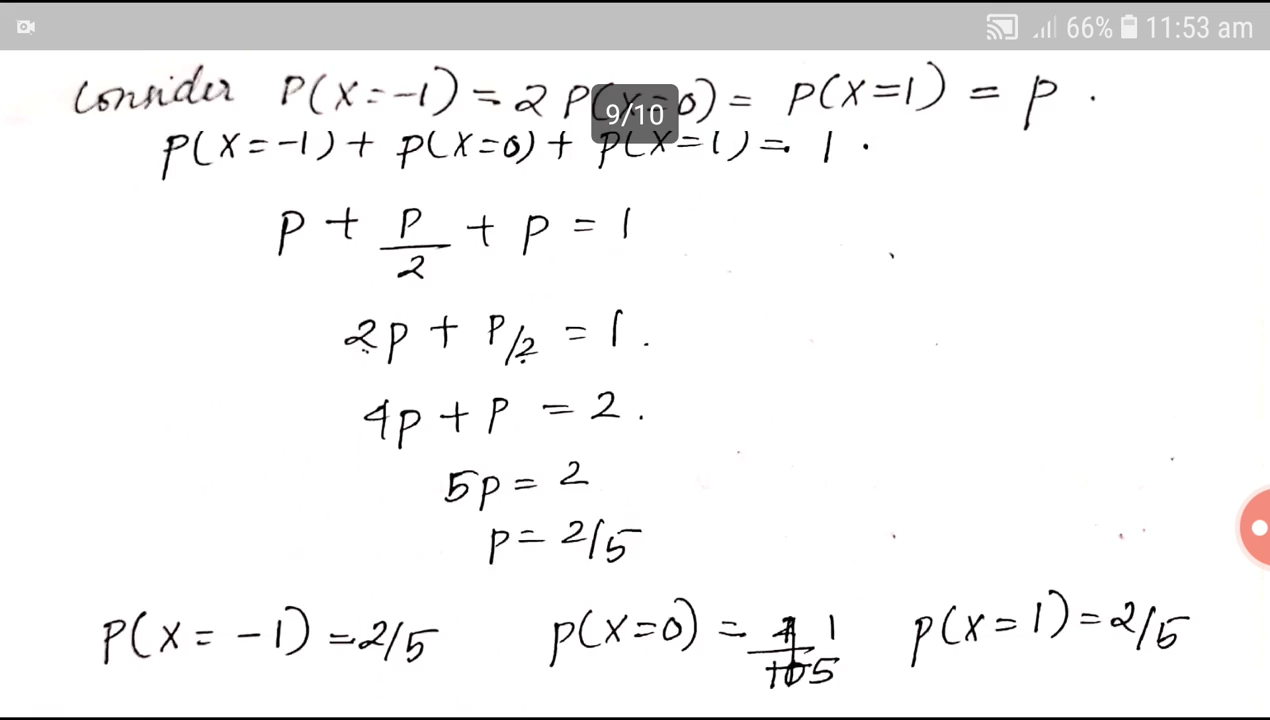 66% 11:53 am
Consider P(X=-1) = 2 P(X=0) = P(X=1) = p .
9/10
P(X=-1) + P(X=0) + P(X=1) = 1 .
p + p/2 + p = 1
2p + p/2 = 1 .
4p + p = 2 .
5p = 2
p = 2/5
P(X=-1) = 2/5 P(X=0) = 1/5 P(X=1) = 2/5